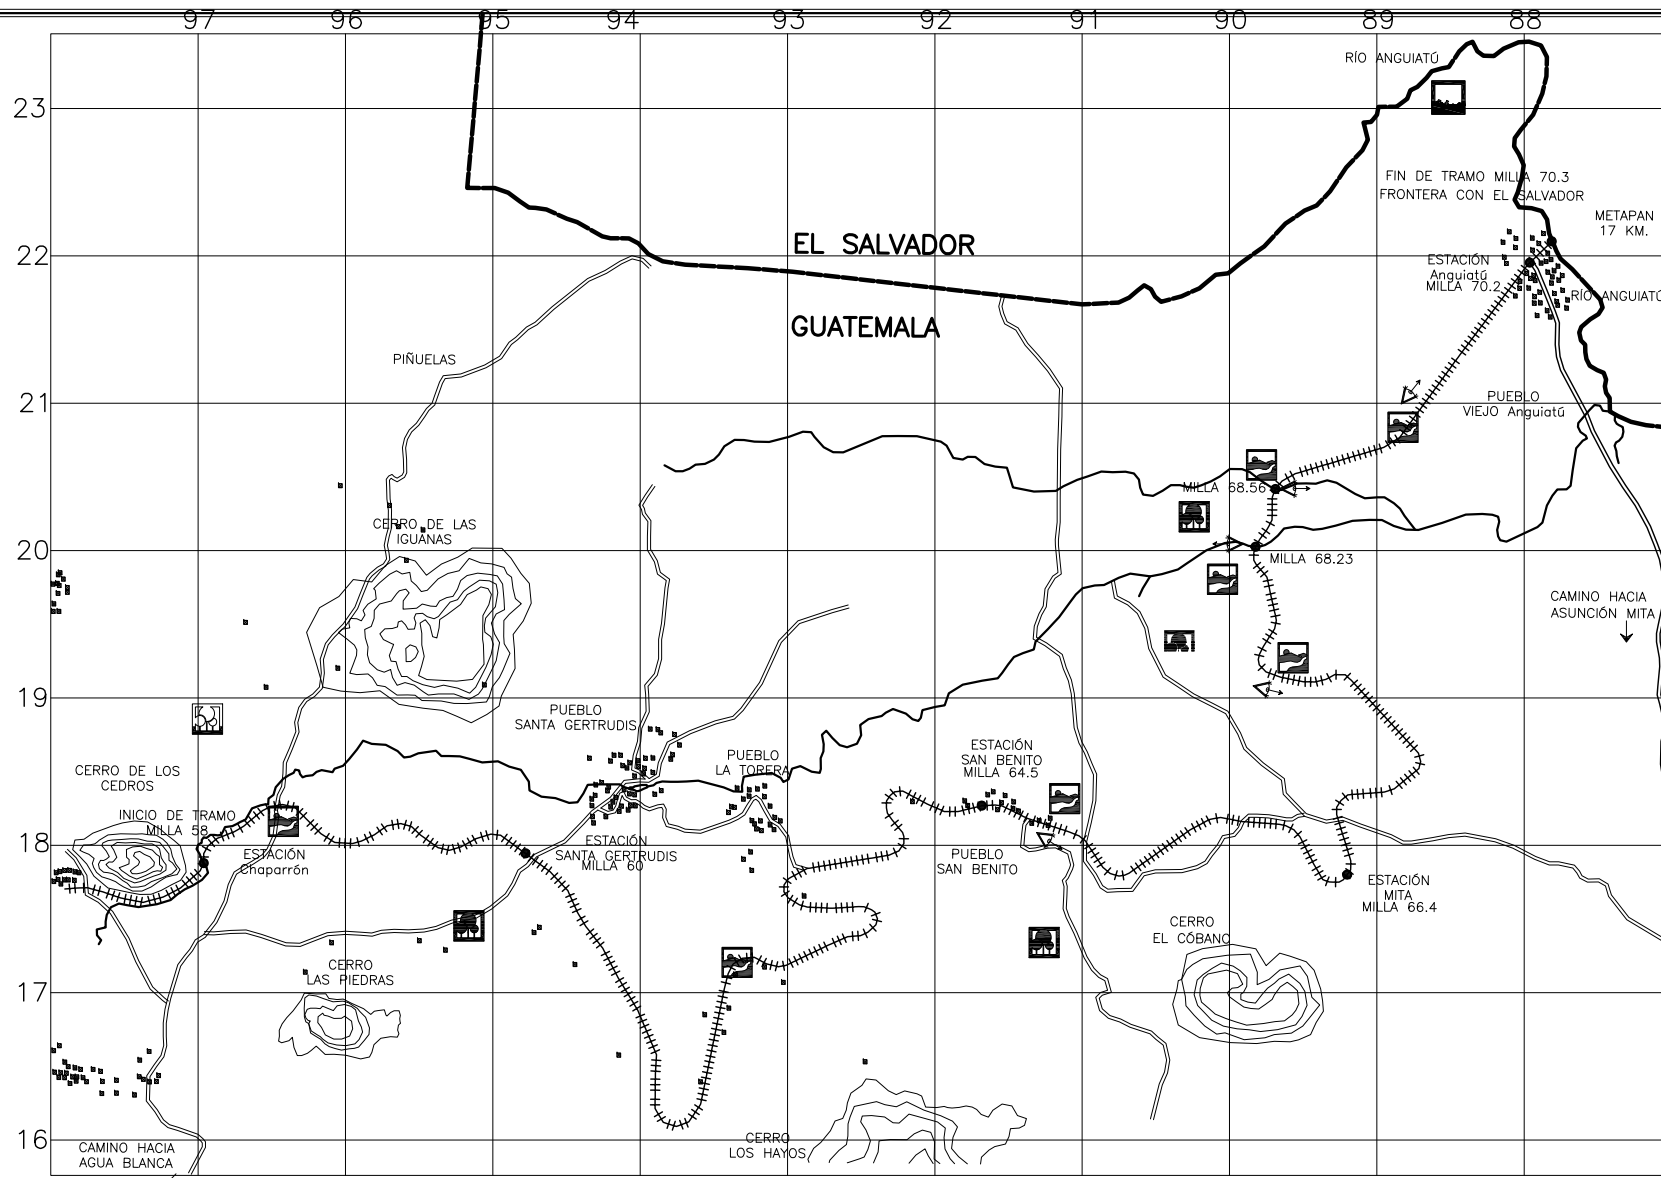 97 96 95 94 93 92 91 90 89 88
RÍO ANGUIATÚ
23
FIN DE TRAMO MILLA 70.3
FRONTERA CON EL SALVADOR
METAPAN
17 KM.
EL SALVADOR
22
ESTACIÓN
Anguiatú
MILLA 70.2
RÍO ANGUIATÚ
GUATEMALA
PIÑUELAS
21
PUEBLO
VIEJO Anguiatú
MILLA 68.56
CERRO DE LAS
IGUANAS
20
MILLA 68.23
CAMINO HACIA
ASUNCIÓN MITA
19
PUEBLO
SANTA GERTRUDIS
PUEBLO
LA TORERA
ESTACIÓN
SAN BENITO
MILLA 64.5
CERRO DE LOS
CEDROS
INICIO DE TRAMO
MILLA 58
18
ESTACIÓN
Chaparrón
ESTACIÓN
SANTA GERTRUDIS
MILLA 60
PUEBLO
SAN BENITO
ESTACIÓN
MITA
MILLA 66.4
CERRO
EL CÓBANO
CERRO
LAS PIEDRAS
17
16
CAMINO HACIA
AGUA BLANCA
CERRO
LOS HAYOS